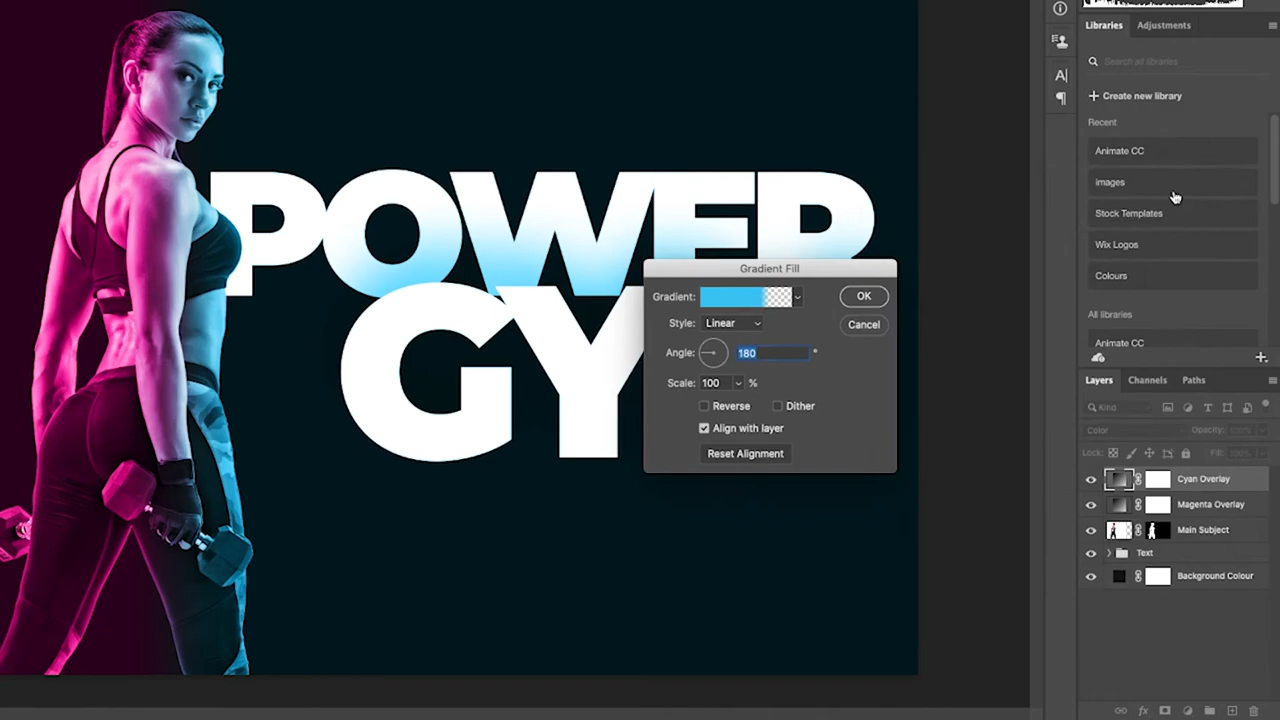 Libraries
Adjustments
Search all libraries
Create new library
Recent
Animate CC
images
Stock Templates
Wix Logos
Colours
All libraries
Animate CC
POWER
GY
Gradient Fill
Gradient:
OK
Style: Linear
Cancel
Angle: 180 °
Scale: 100 %
Reverse
Dither
Align with layer
Reset Alignment
Layers
Channels
Paths
Kind
Color
Opacity: 100%
Lock:
Fill: 100%
Cyan Overlay
Magenta Overlay
Main Subject
Text
Background Colour